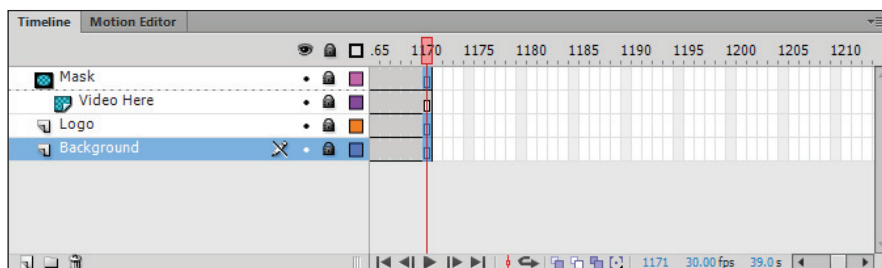 Timeline Motion Editor
.65 1170 1175 1180 1185 1190 1195 1200 1205 1210
Mask
Video Here
Logo
Background
1171 30.00 fps 39.0 s